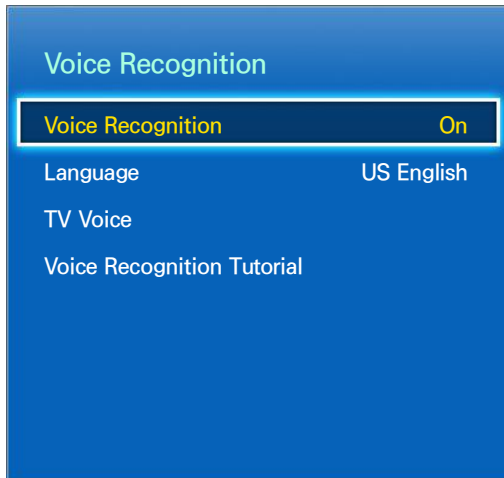 Voice Recognition
Voice Recognition On
Language US English
TV Voice
Voice Recognition Tutorial